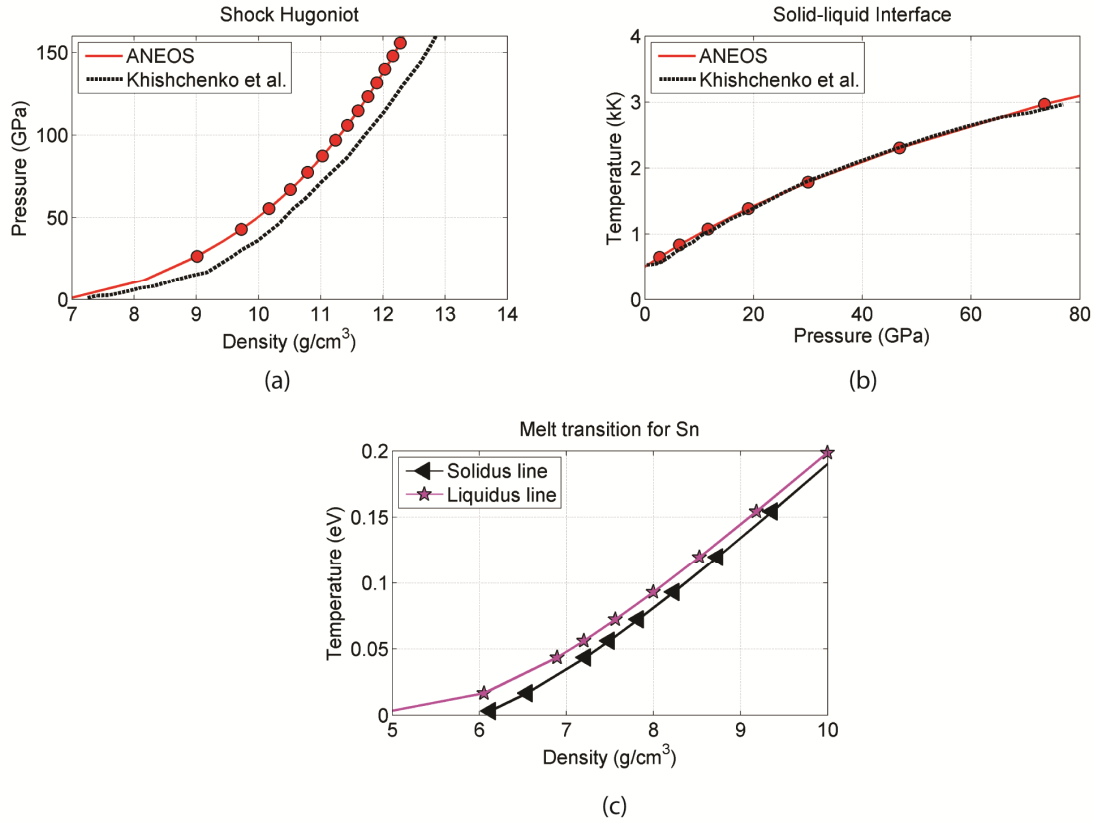 Shock Hugoniot
ANEOS
Khishchenko et al.
Pressure (GPa)
150
100
50
0
7 8 9 10 11 12 13 14
Density (g/cm³)
(a)
Solid-liquid Interface
ANEOS
Khishchenko et al.
Temperature (kK)
4
3
2
1
0
0 20 40 60 80
Pressure (GPa)
(b)
Melt transition for Sn
Solidus line
Liquidus line
Temperature (eV)
0.2
0.15
0.1
0.05
0
5 6 7 8 9 10
Density (g/cm³)
(c)